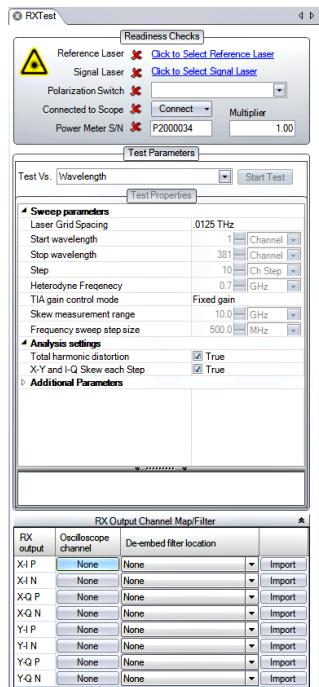 RXTest
Readiness Checks
Reference Laser Click to Select Reference Laser
Signal Laser Click to Select Signal Laser
Polarization Switch
Connected to Scope Connect Multiplier
Power Meter S/N P2000034 1.00
Test Parameters
Test Vs. Wavelength Start Test
Test Properties
Sweep parameters
Laser Grid Spacing .0125 THz
Start wavelength 1 Channel
Stop wavelength 381 Channel
Step 10 Ch Step
Heterodyne Freqenecy 0.7 GHz
TIA gain control mode Fixed gain
Skew measurement range 10.0 GHz
Frequency sweep step size 500.0 MHz
Analysis settings
Total harmonic distortion True
X-Y and I-Q Skew each Step True
Additional Parameters
RX Output Channel Map/Filter
RX output Oscilloscope channel De-embed filter location
X-I P None None Import
X-I N None None Import
X-Q P None None Import
X-Q N None None Import
Y-I P None None Import
Y-I N None None Import
Y-Q P None None Import
Y-Q N None None Import